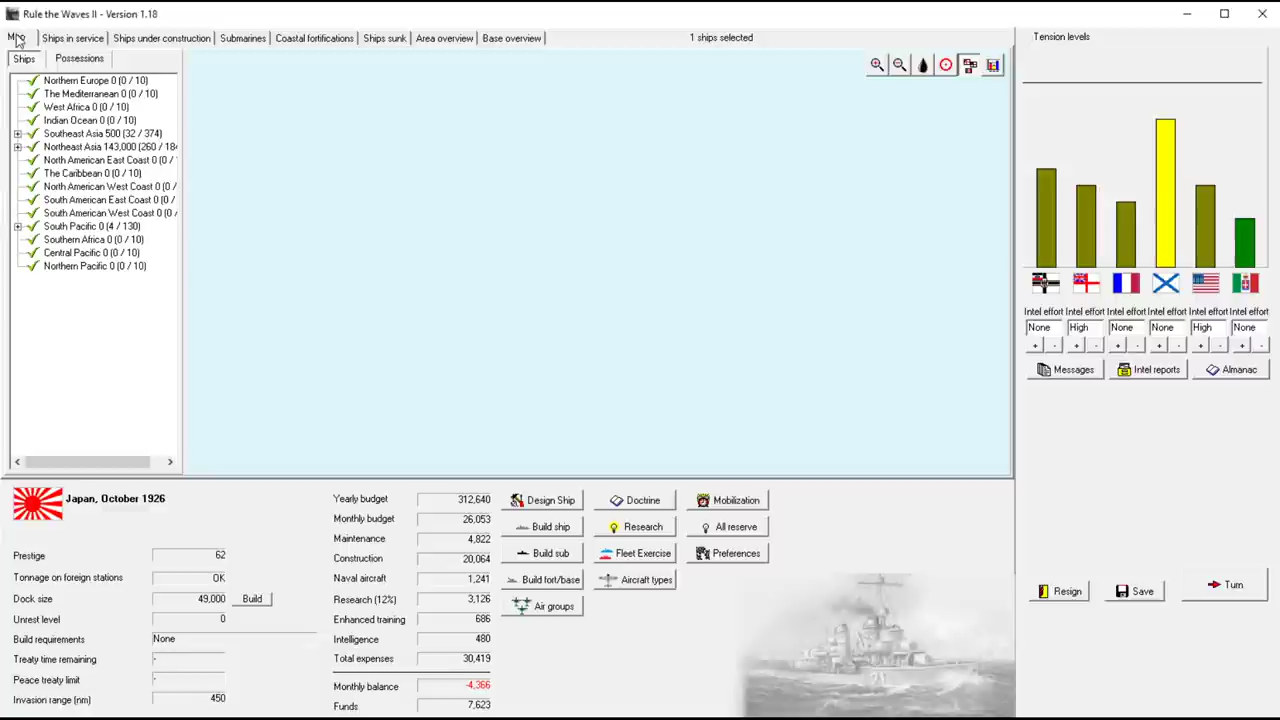 Rule the Waves II - Version 1.18
Ships in service
Ships under construction
Submarines
Coastal fortifications
Ships sunk
Area overview
Base overview
1 ships selected
Tension levels
Ships
Possessions
Northern Europe 0 (0 / 10)
The Mediterranean 0 (0 / 10)
West Africa 0 (0 / 10)
Indian Ocean 0 (0 / 10)
Southeast Asia 500 (32 / 374)
Northeast Asia 143,000 (260 / 184
North American East Coast 0 (0 /
The Caribbean 0 (0 / 10)
North American West Coast 0 (0 /
South American East Coast 0 (0 /
South American West Coast 0 (0 /
South Pacific 0 (4 / 130)
Southern Africa 0 (0 / 10)
Central Pacific 0 (0 / 10)
Northern Pacific 0 (0 / 10)
Intel effort Intel effort Intel effort Intel effort Intel effort Intel effort
None High None None High None
+ - + - + - + - + - + -
Messages
Intel reports
Almanac
Japan, October 1926
Prestige 62
Tonnage on foreign stations OK
Dock size 49,000 Build
Unrest level 0
Build requirements None
Treaty time remaining -
Peace treaty limit -
Invasion range (nm) 450
Yearly budget 312,640
Monthly budget 26,053
Maintenance 4,822
Construction 20,064
Naval aircraft 1,241
Research (12%) 3,126
Enhanced training 686
Intelligence 480
Total expenses 30,419
Monthly balance -4,366
Funds 7,623
Design Ship
Doctrine
Mobilization
Build ship
Research
All reserve
Build sub
Fleet Exercise
Preferences
Build fort/base
Aircraft types
Air groups
Resign
Save
Turn